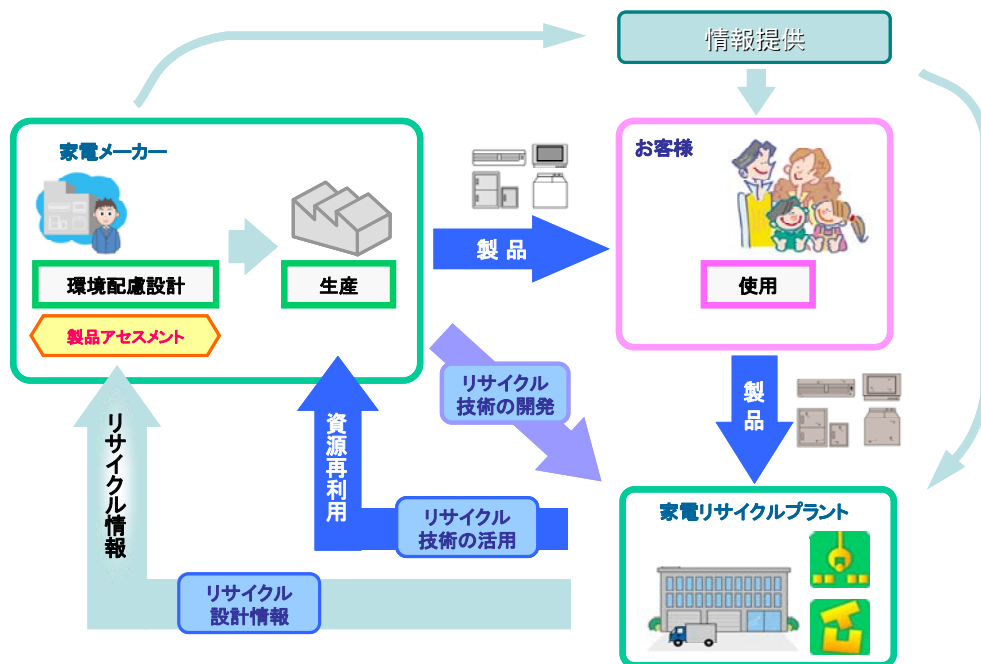 情報提供
家電メーカー
お客様
製品
環境配慮設計
生産
使用
製品アセスメント
リサイクル
技術の開発
製品
リサイクル情報
資源再利用
リサイクル
技術の活用
家電リサイクルプラント
リサイクル
設計情報